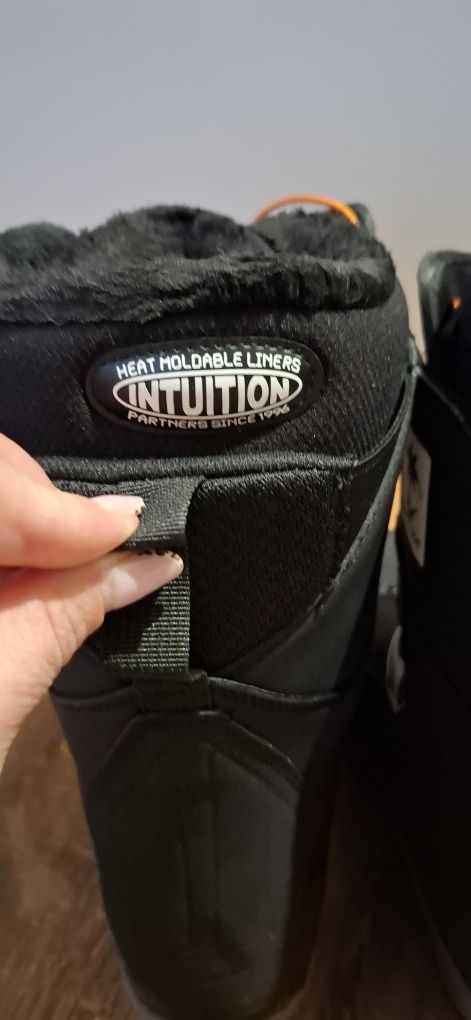 HEAT MOLDABLE LINERS
INTUITION
PARTNERS SINCE 1996